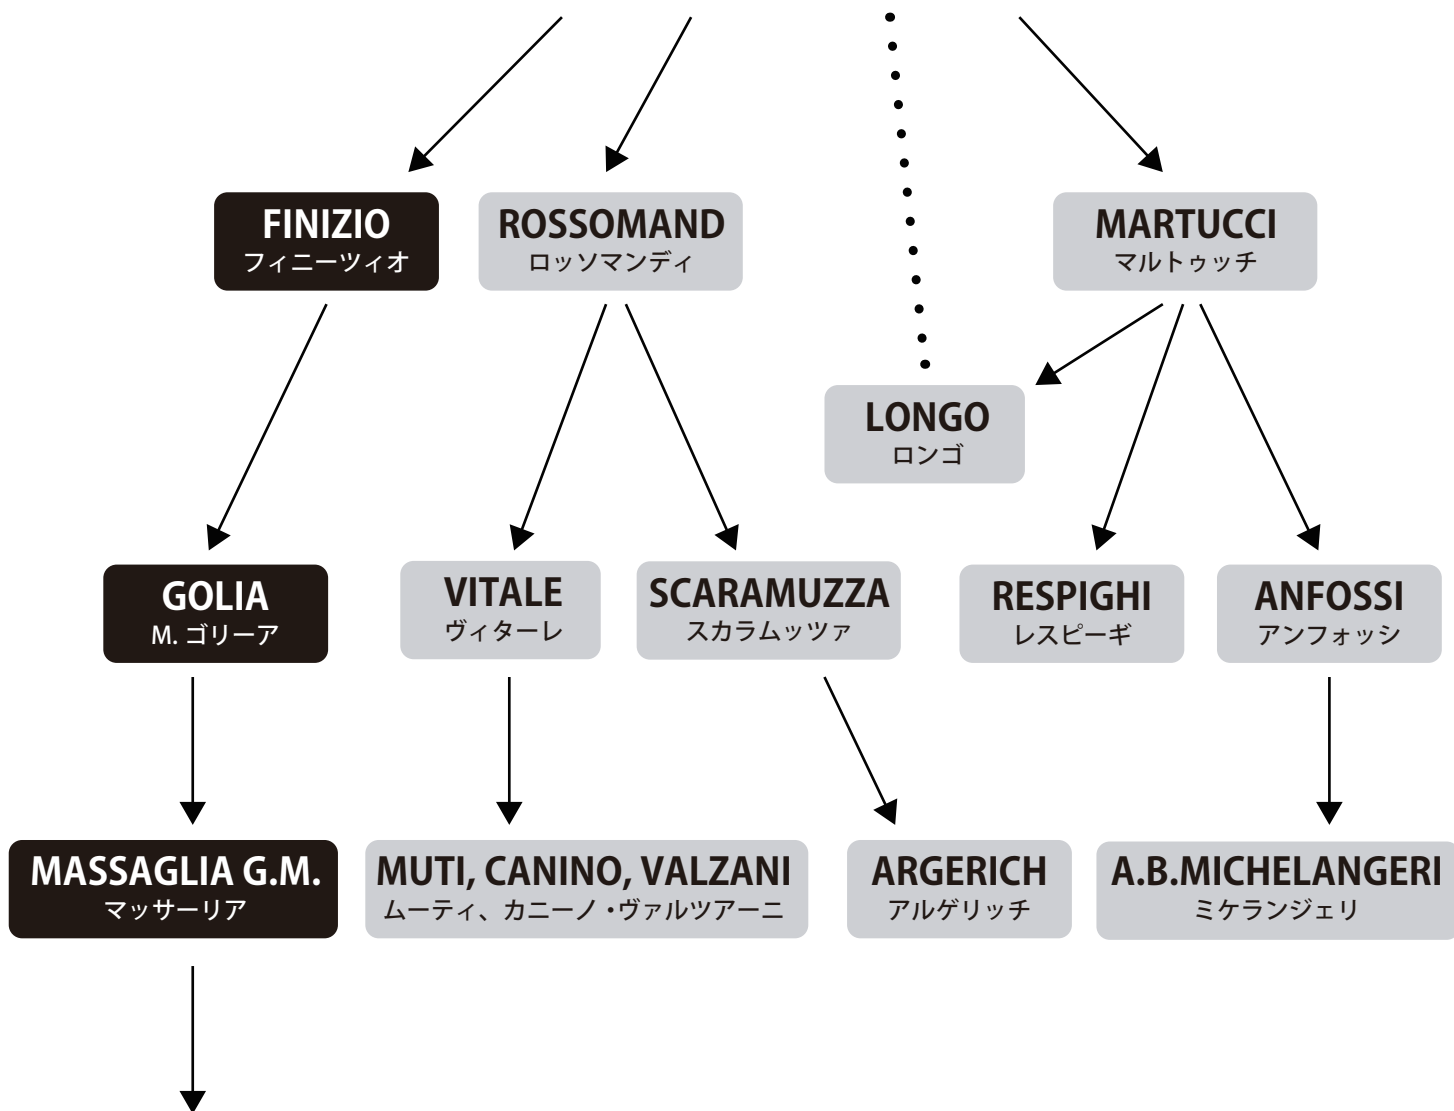 FINIZIO
フィニーツィオ
ROSSOMAND
ロッソマンディ
MARTUCCI
マルトゥッチ
LONGO
ロンゴ
GOLIA
M. ゴリーア
VITALE
ヴィターレ
SCARAMUZZA
スカラムッツァ
RESPIGHI
レスピーギ
ANFOSSI
アンフォッシ
MASSAGLIA G.M.
マッサーリア
MUTI, CANINO, VALZANI
ムーティ、カニーノ・ヴァルツアーニ
ARGERICH
アルゲリッチ
A.B.MICHELANGERI
ミケランジェリ